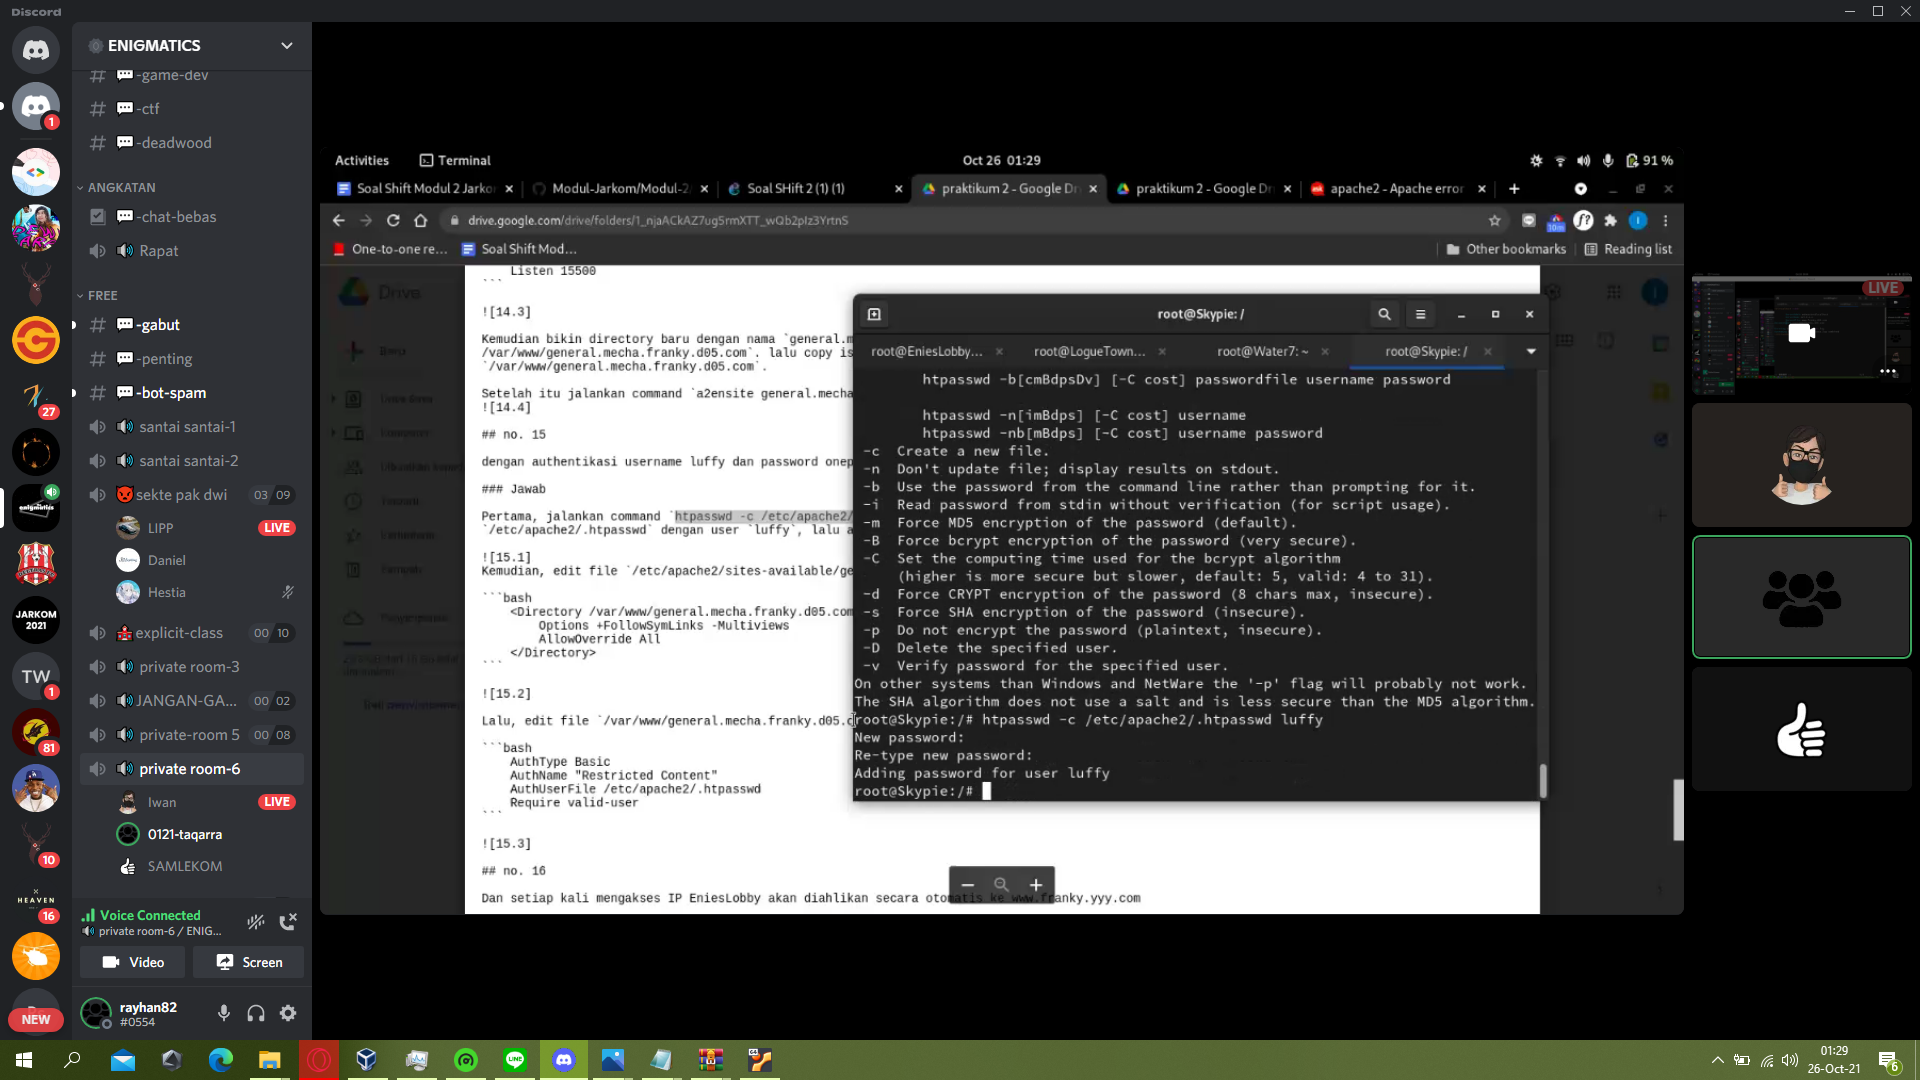 Discord
ENIGMATICS
-game-dev
-ctf
-deadwood
ANGKATAN
-chat-bebas
Rapat
FREE
-gabut
-penting
-bot-spam
santai santai-1
santai santai-2
sekte pak dwi 03 09
LIPP LIVE
Daniel
Hestia
explicit-class 00 10
private room-3
JANGAN-GA... 00 02
private-room 5 00 08
private room-6
Iwan LIVE
0121-taqarra
SAMLEKOM
Voice Connected
private room-6 / ENIG...
Video Screen
rayhan82
#0554
1
27
JARKOM
2021
TW
1
81
10
HEAVEN
16
NEW
Activities Terminal Oct 26 01:29 91 %
Soal Shift Modul 2 Jarko Modul-Jarkom/Modul-2/ Soal SHift 2 (1) (1) praktikum 2 - Google Dr praktikum 2 - Google Dr apache2 - Apache error
drive.google.com/drive/folders/1_njaACkAZ7ug5rmXTT_wQb2pIz3YrtnS
One-to-one re... Soal Shift Mod... Other bookmarks Reading list
Drive
Listen 15500
```
![14.3]
Kemudian bikin directory baru dengan nama `general.m
/var/www/general.mecha.franky.d05.com`. lalu copy is
`/var/www/general.mecha.franky.d05.com`.
Setelah itu jalankan command `a2ensite general.mecha
![14.4]
## no. 15
dengan authentikasi username luffy dan password onep
### Jawab
Pertama, jalankan command `htpasswd -c /etc/apache2/
`/etc/apache2/.htpasswd` dengan user `luffy`, lalu a
![15.1]
Kemudian, edit file `/etc/apache2/sites-available/ge
```bash
<Directory /var/www/general.mecha.franky.d05.com
Options +FollowSymLinks -Multiviews
AllowOverride All
</Directory>
```
![15.2]
Lalu, edit file `/var/www/general.mecha.franky.d05.c
```bash
AuthType Basic
AuthName "Restricted Content"
AuthUserFile /etc/apache2/.htpasswd
Require valid-user
```
![15.3]
## no. 16
Dan setiap kali mengakses IP EniesLobby akan diahlikan secara otomatis ke www.franky.yyy.com
root@Skypie: /
root@EniesLobby... root@LogueTown... root@Water7: ~ root@Skypie: /
htpasswd -b[cmBdpsDv] [-C cost] passwordfile username password
htpasswd -n[imBdps] [-C cost] username
htpasswd -nb[mBdps] [-C cost] username password
-c Create a new file.
-n Don't update file; display results on stdout.
-b Use the password from the command line rather than prompting for it.
-i Read password from stdin without verification (for script usage).
-m Force MD5 encryption of the password (default).
-B Force bcrypt encryption of the password (very secure).
-C Set the computing time used for the bcrypt algorithm
(higher is more secure but slower, default: 5, valid: 4 to 31).
-d Force CRYPT encryption of the password (8 chars max, insecure).
-s Force SHA encryption of the password (insecure).
-p Do not encrypt the password (plaintext, insecure).
-D Delete the specified user.
-v Verify password for the specified user.
On other systems than Windows and NetWare the '-p' flag will probably not work.
The SHA algorithm does not use a salt and is less secure than the MD5 algorithm.
root@Skypie:/# htpasswd -c /etc/apache2/.htpasswd luffy
New password:
Re-type new password:
Adding password for user luffy
root@Skypie:/#
LIVE
01:29
26-Oct-21
6